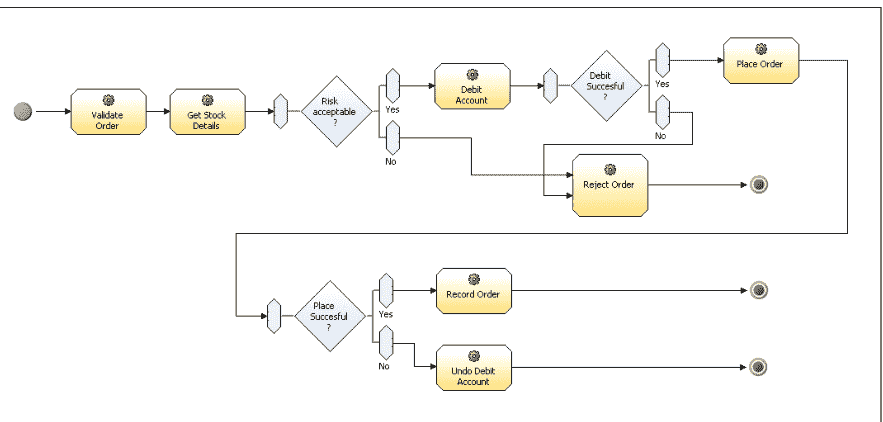 Validate
Order
Get Stock
Details
Risk
acceptable
?
Yes
No
Debit
Account
Debit
Succesful
?
Yes
No
Place Order
Reject Order
Place
Succesful
?
Yes
No
Record Order
Undo Debit
Account